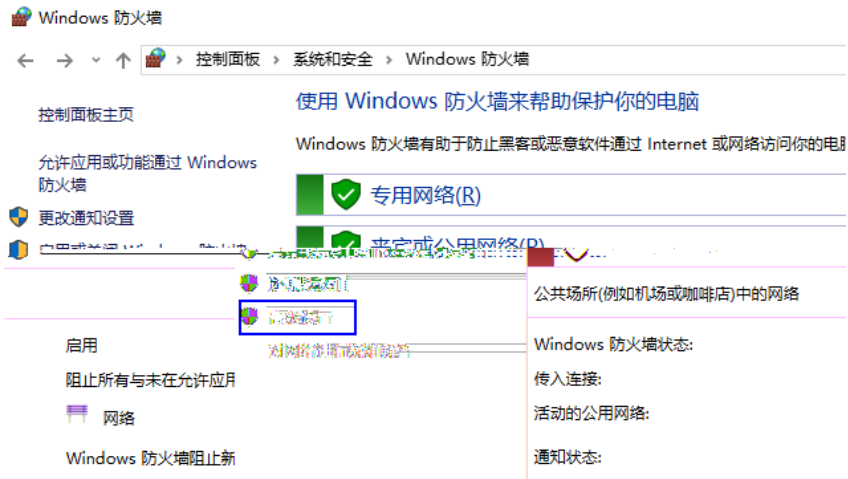 Windows 防火墙
控制面板 > 系统和安全 > Windows 防火墙
控制面板主页
允许应用或功能通过 Windows
防火墙
更改通知设置
使用 Windows 防火墙来帮助保护你的电脑
Windows 防火墙有助于防止黑客或恶意软件通过 Internet 或网络访问你的电脑
专用网络(R)
来宾或公用网络(P)
启用
阻止所有与未在允许应用
网络
Windows 防火墙阻止新
公共场所(例如机场或咖啡店)中的网络
Windows 防火墙状态:
传入连接:
活动的公用网络:
通知状态: